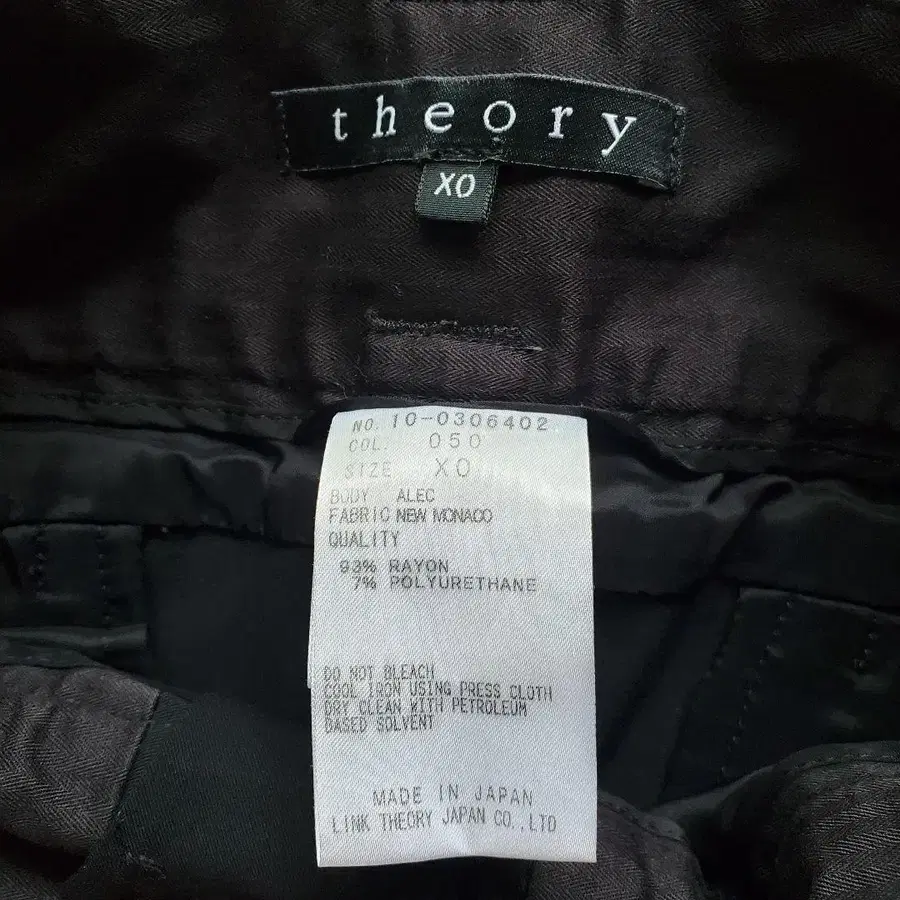 theory
XO
NO. 10-0306402
COL. 050
SIZE XO
BODY ALEC
FABRIC NEW MONACO
QUALITY
93% RAYON
7% POLYURETHANE
DO NOT BLEACH
COOL IRON USING PRESS CLOTH
DRY CLEAN WITH PETROLEUM
BASED SOLVENT
MADE IN JAPAN
LINK THEORY JAPAN CO.,LTD